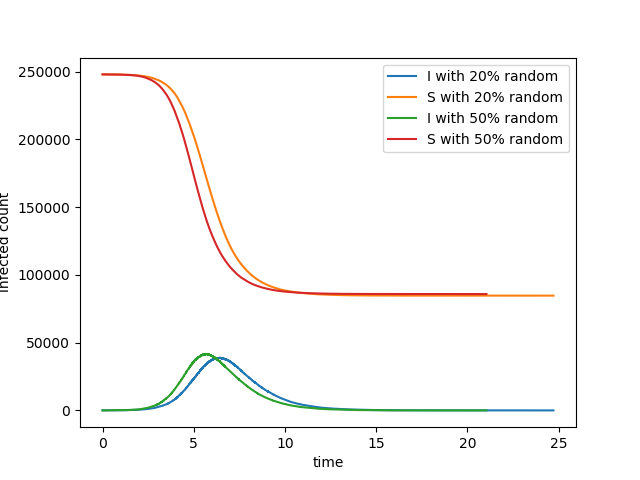 250000
200000
150000
100000
50000
0
infected count
0
5
10
15
20
25
time
I with 20% random
S with 20% random
I with 50% random
S with 50% random